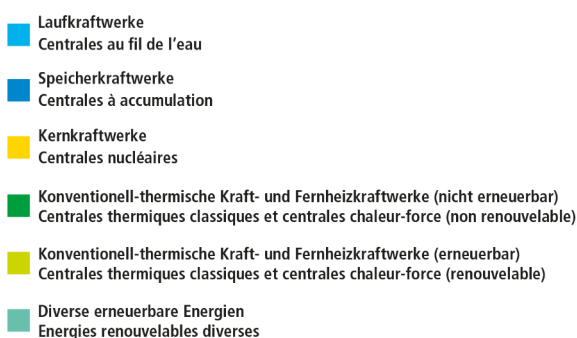 Laufkraftwerke
Centrales au fil de l’eau
Speicherkraftwerke
Centrales à accumulation
Kernkraftwerke
Centrales nucléaires
Konventionell-thermische Kraft- und Fernheizkraftwerke (nicht erneuerbar)
Centrales thermiques classiques et centrales chaleur-force (non renouvelable)
Konventionell-thermische Kraft- und Fernheizkraftwerke (erneuerbar)
Centrales thermiques classiques et centrales chaleur-force (renouvelable)
Diverse erneuerbare Energien
Energies renouvelables diverses